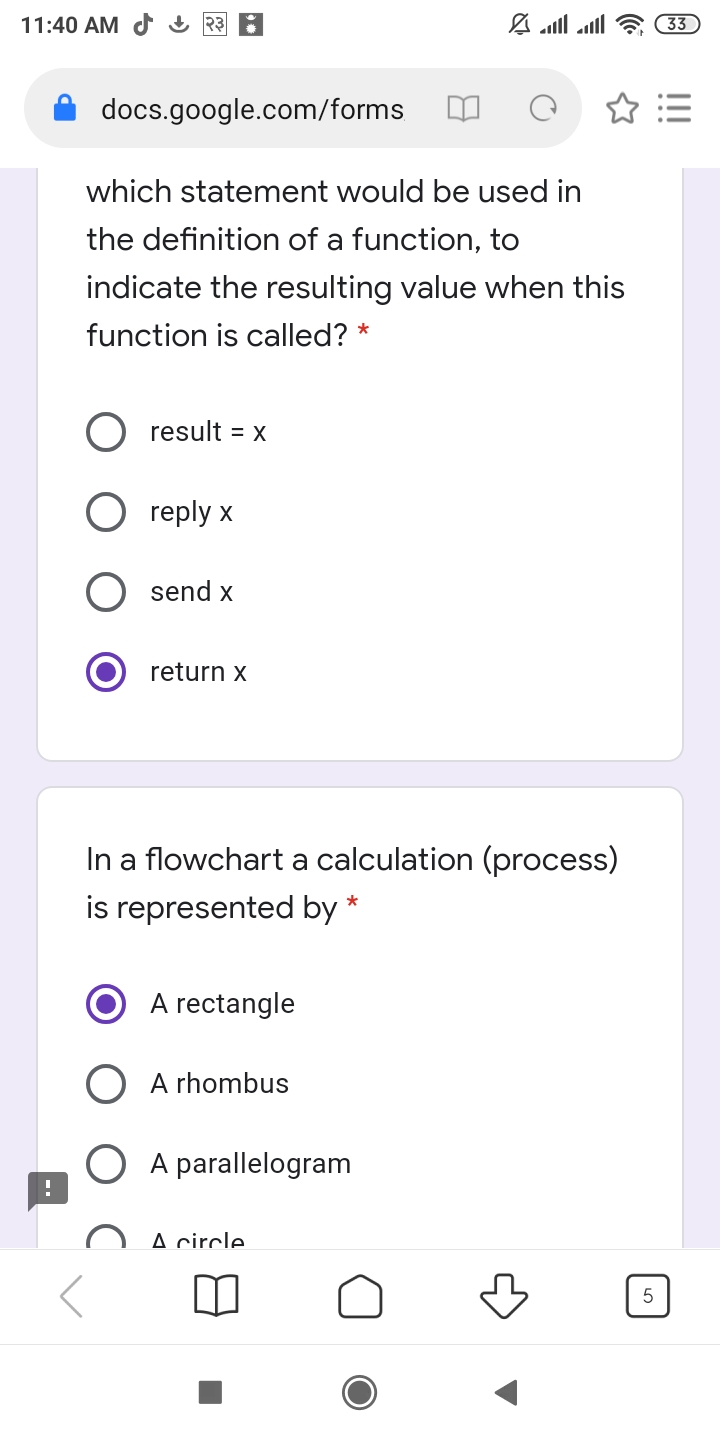 11:40 AM २३ 33
docs.google.com/forms
which statement would be used in
the definition of a function, to
indicate the resulting value when this
function is called? *
result = x
reply x
send x
return x
In a flowchart a calculation (process)
is represented by *
A rectangle
A rhombus
A parallelogram
A circle
5